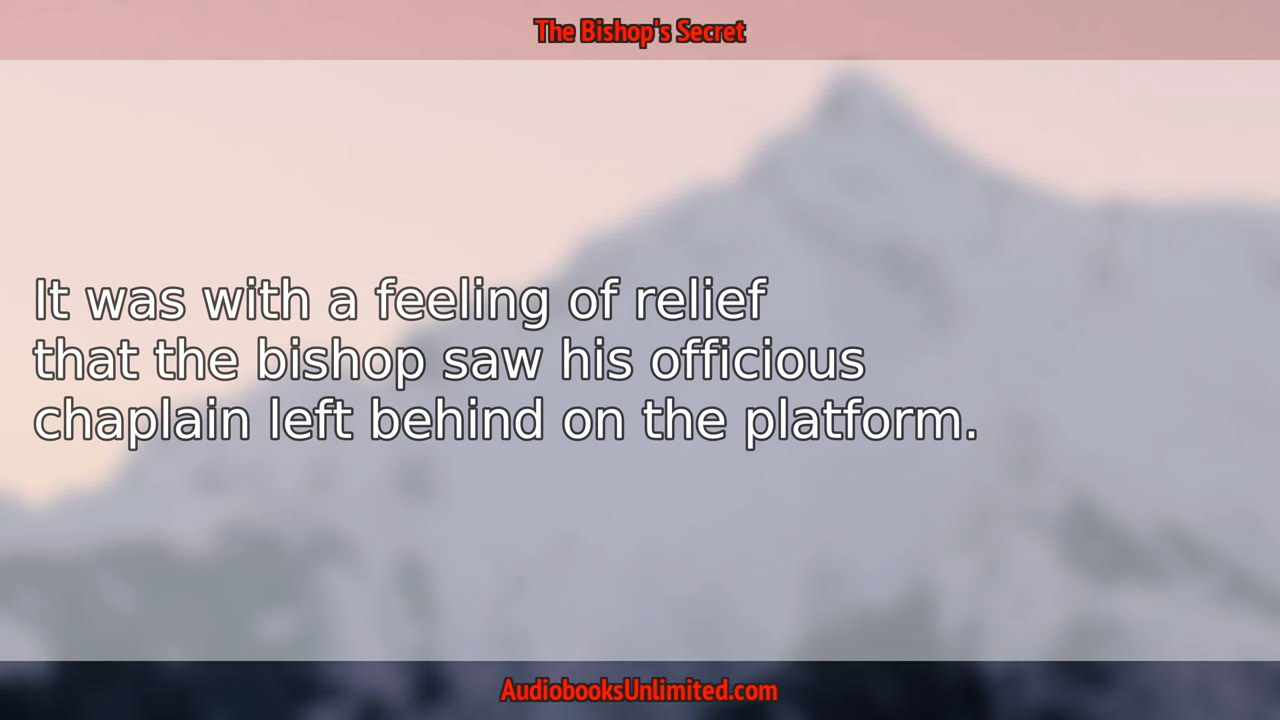 The Bishop's Secret
It was with a feeling of relief
that the bishop saw his officious
chaplain left behind on the platform.
AudiobooksUnlimited.com